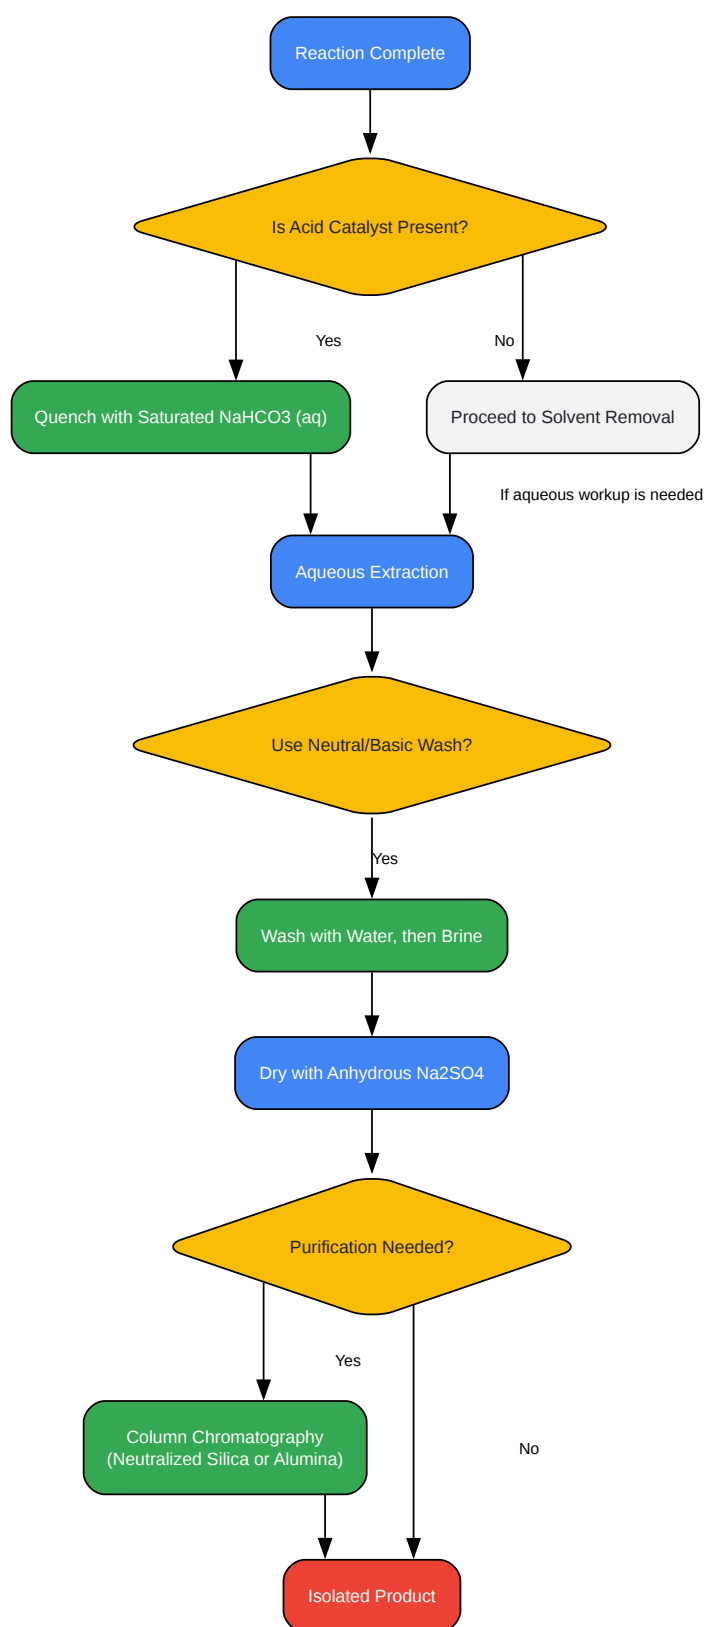 Reaction Complete
Is Acid Catalyst Present?
Yes
No
Quench with Saturated NaHCO3 (aq)
Proceed to Solvent Removal
If aqueous workup is needed
Aqueous Extraction
Use Neutral/Basic Wash?
Yes
Wash with Water, then Brine
Dry with Anhydrous Na2SO4
Purification Needed?
Yes
Column Chromatography
(Neutralized Silica or Alumina)
No
Isolated Product